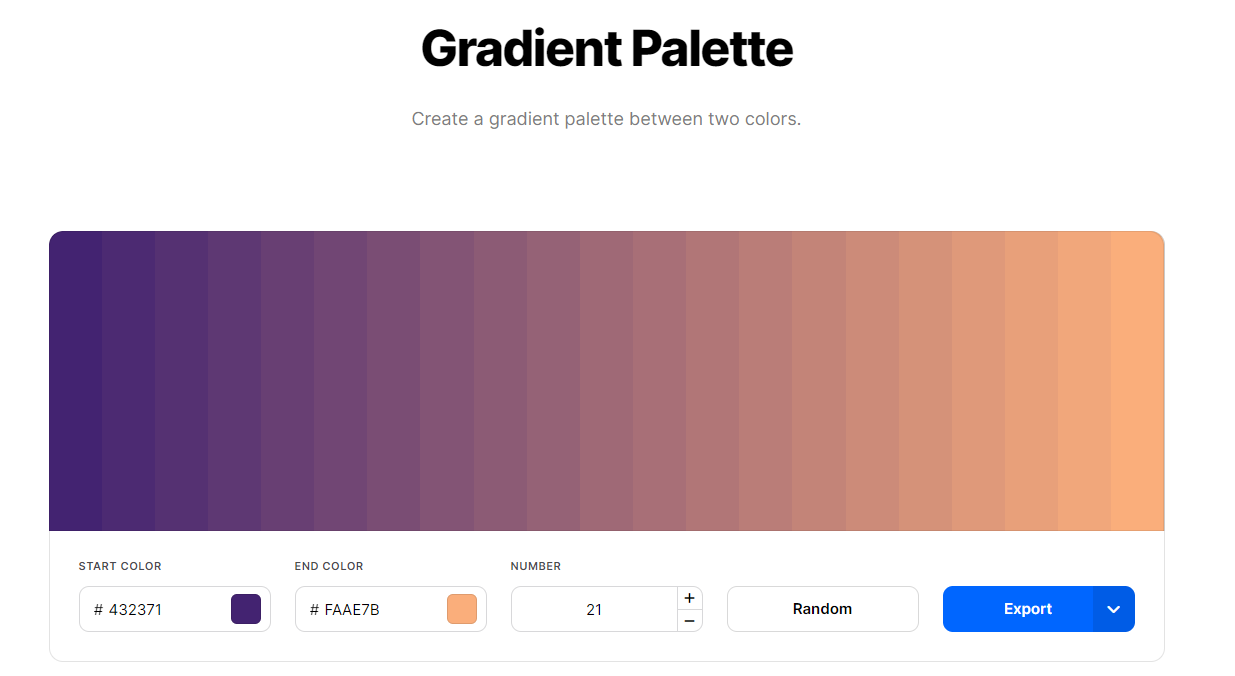 Gradient Palette
Create a gradient palette between two colors.
START COLOR
# 432371
END COLOR
# FAAE7B
NUMBER
21
+
−
Random
Export